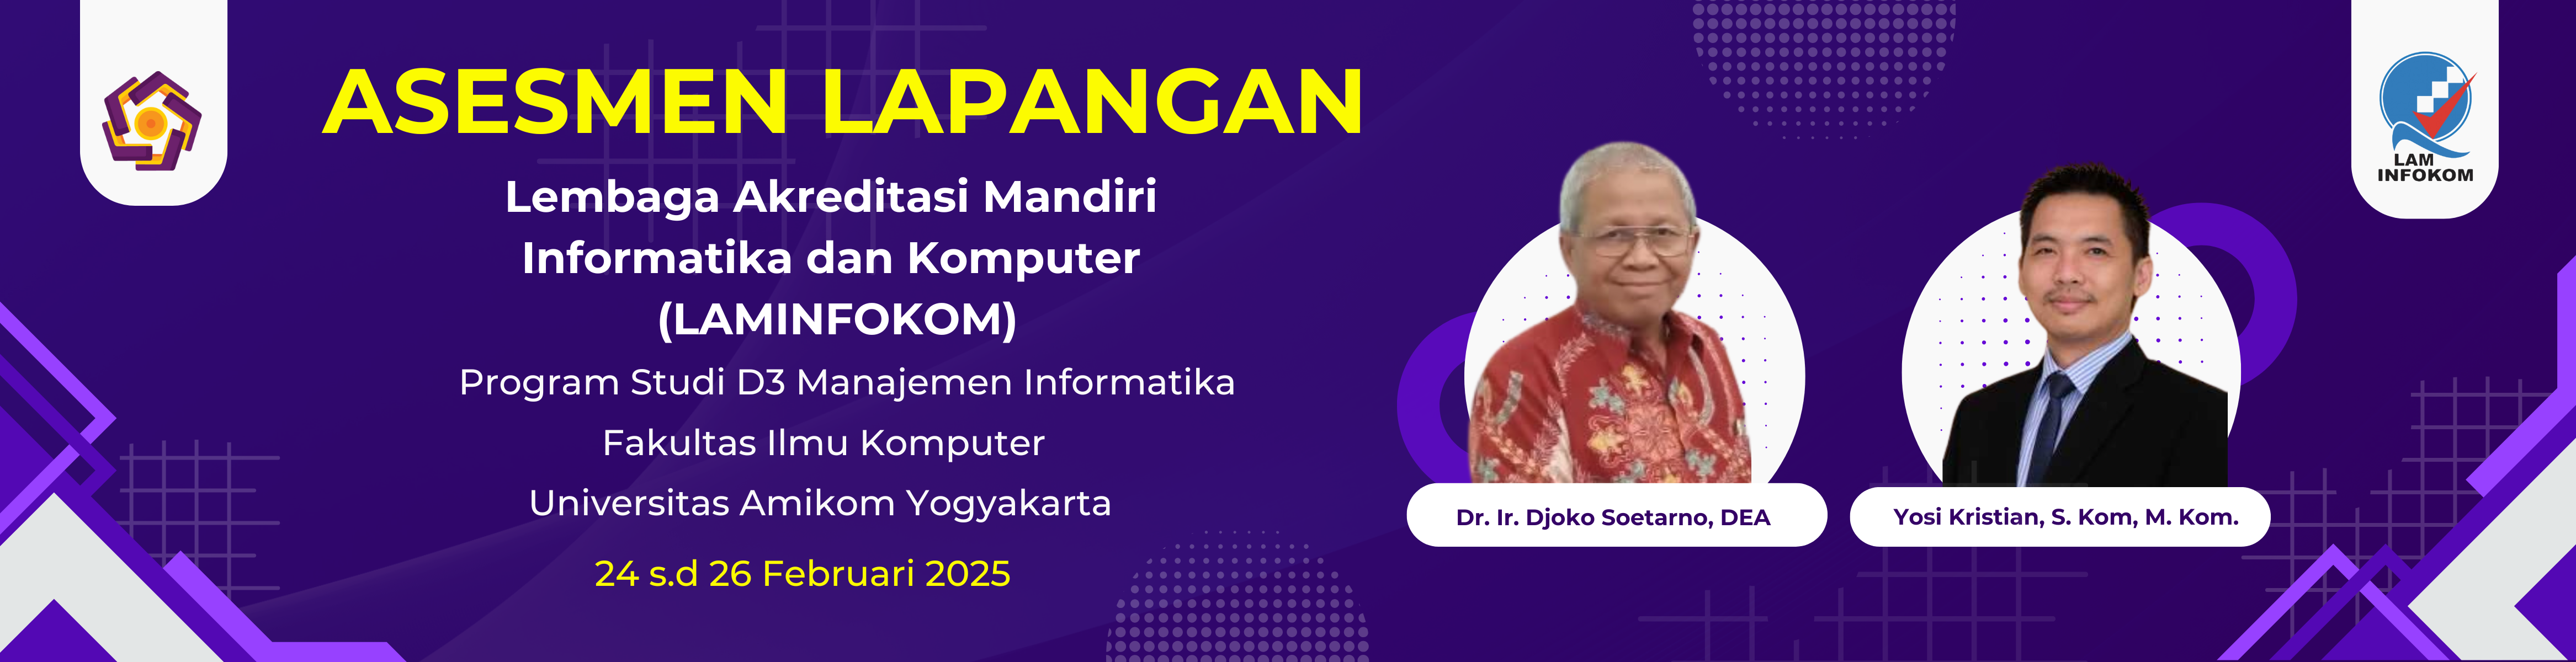 ASESMEN LAPANGAN
Lembaga Akreditasi Mandiri
Informatika dan Komputer
(LAMINFOKOM)
Program Studi D3 Manajemen Informatika
Fakultas Ilmu Komputer
Universitas Amikom Yogyakarta
24 s.d 26 Februari 2025
Dr. Ir. Djoko Soetarno, DEA
Yosi Kristian, S. Kom, M. Kom.
LAM
INFOKOM